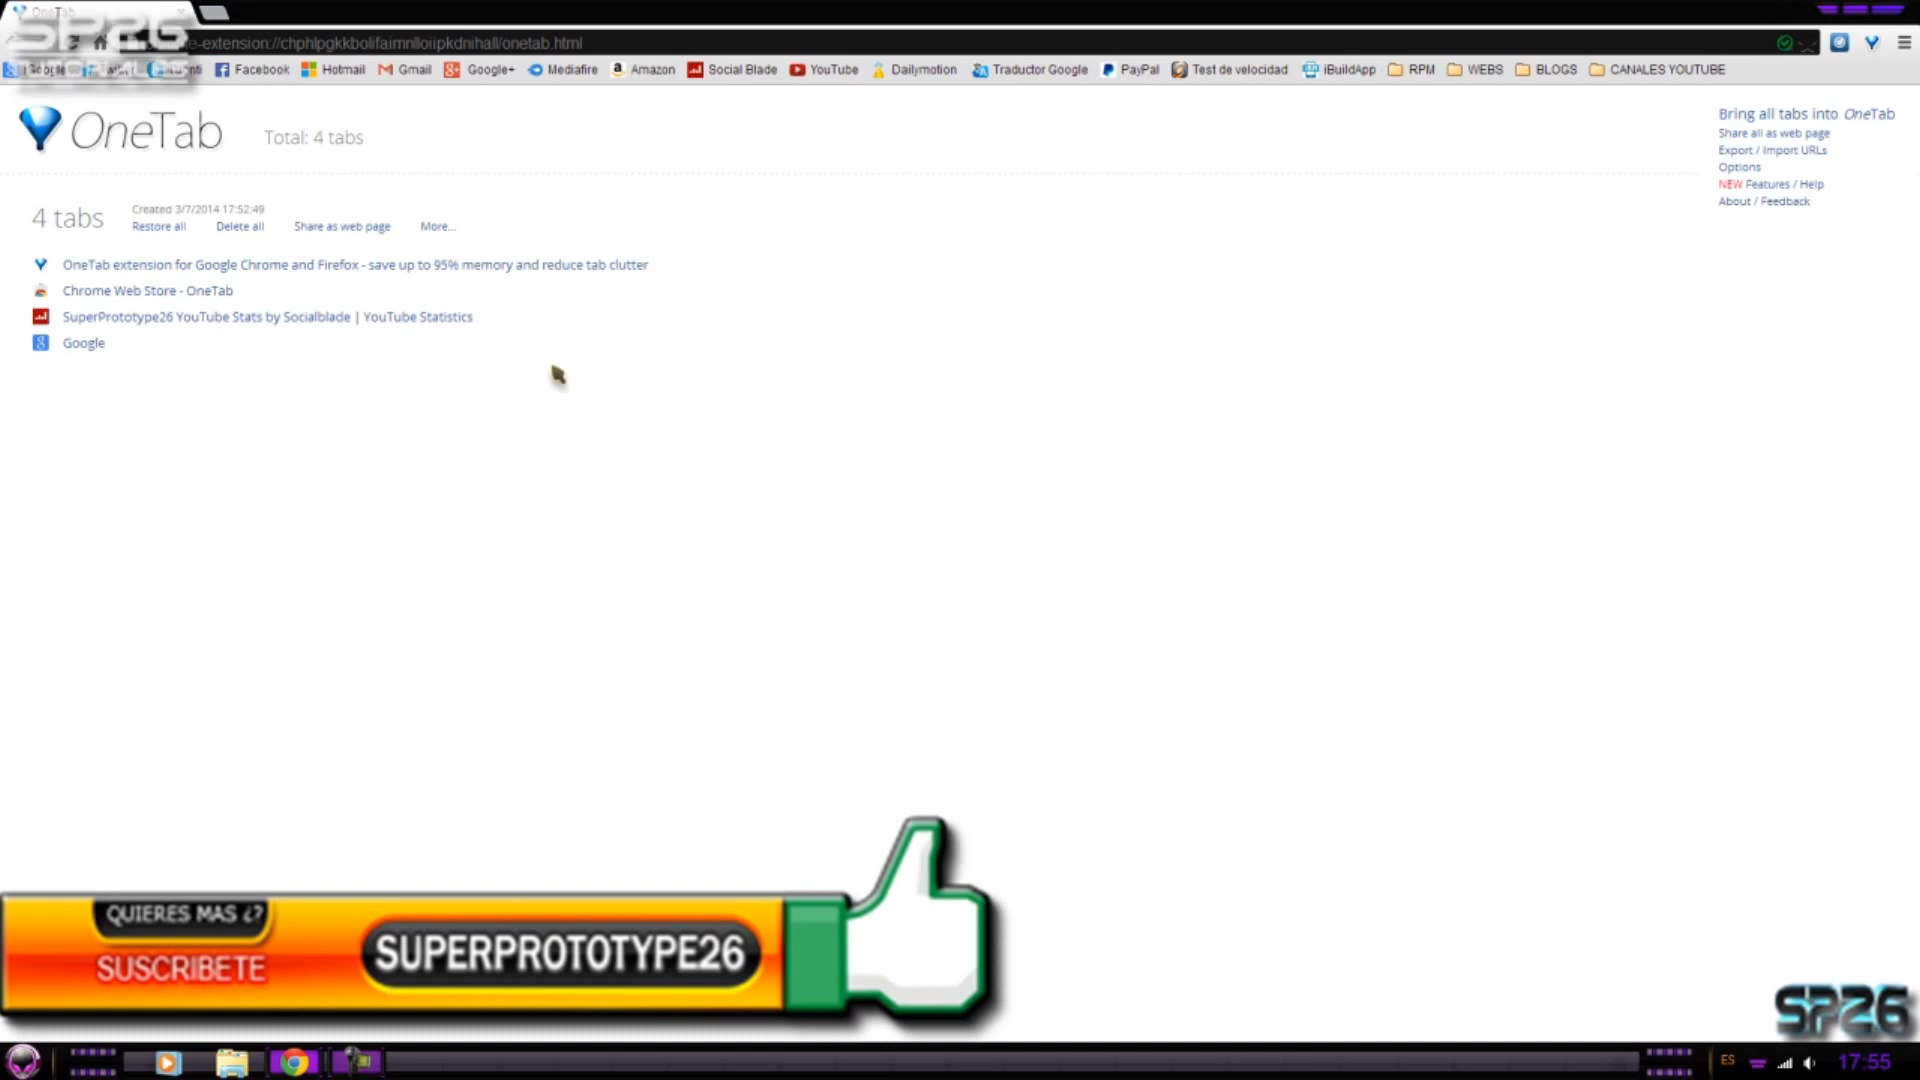 OneTab
SP26
e-extension://chphlpgkkbolifaimnlloiipkdnihall/onetab.html
Google Facebook Hotmail Gmail Google+ Mediafire Amazon Social Blade YouTube Dailymotion Traductor Google PayPal Test de velocidad iBuildApp RPM WEBS BLOGS CANALES YOUTUBE
OneTab Total: 4 tabs
Bring all tabs into OneTab
Share all as web page
Export / Import URLs
Options
NEW Features / Help
About / Feedback
4 tabs
Created 3/7/2014 17:52:49
Restore all Delete all Share as web page More...
OneTab extension for Google Chrome and Firefox - save up to 95% memory and reduce tab clutter
Chrome Web Store - OneTab
SuperPrototype26 YouTube Stats by Socialblade | YouTube Statistics
Google
QUIERES MAS ¿?
SUSCRIBETE
SUPERPROTOTYPE26
SP26
ES 17:55